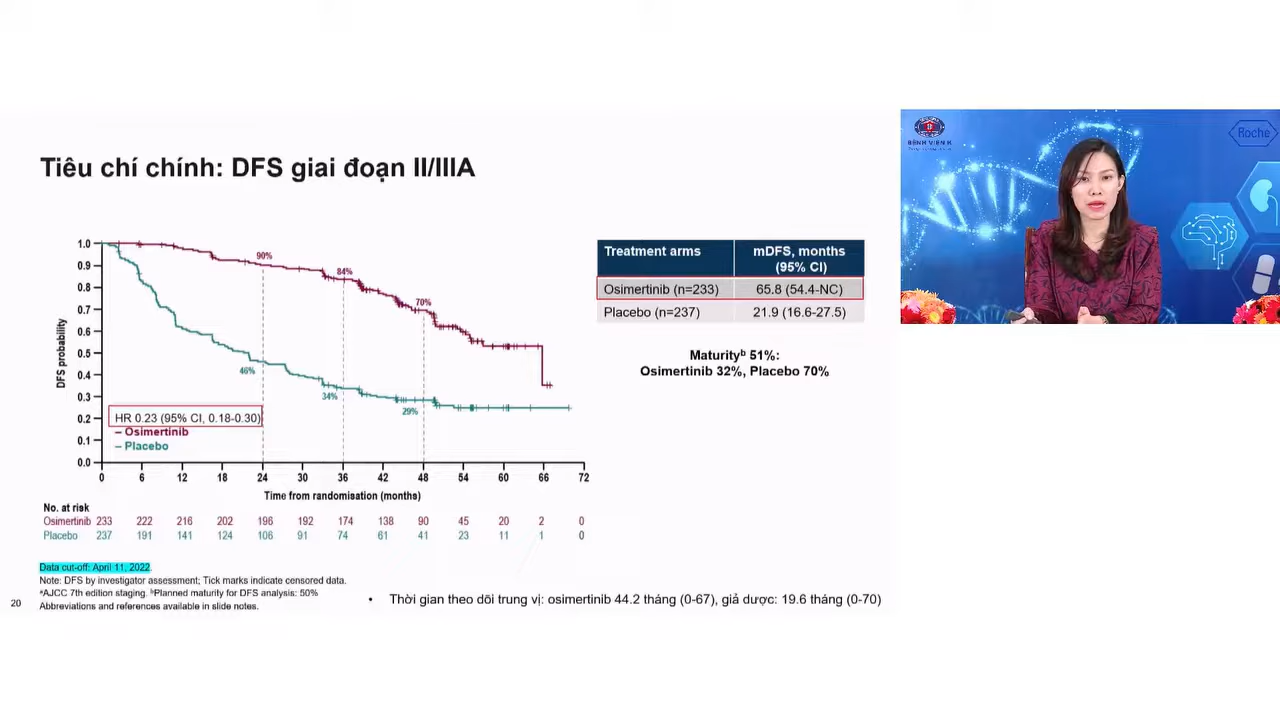 Tiêu chí chính: DFS giai đoạn II/IIIA
BỆNH VIỆN K
Roche
DFS probability
1.0
0.9
0.8
0.7
0.6
0.5
0.4
0.3
0.2
0.1
0.0
90%
84%
70%
46%
34%
29%
HR 0.23 (95% CI, 0.18-0.30)
– Osimertinib
– Placebo
0 6 12 18 24 30 36 42 48 54 60 66 72
Time from randomisation (months)
No. at risk
Osimertinib 233 222 216 202 196 192 174 138 90 45 20 2 0
Placebo 237 191 141 124 106 91 74 61 41 23 11 1 0
Treatment arms mDFS, months (95% CI)
Osimertinib (n=233) 65.8 (54.4-NC)
Placebo (n=237) 21.9 (16.6-27.5)
Maturityᵇ 51%:
Osimertinib 32%, Placebo 70%
Data cut-off: April 11, 2022.
Note: DFS by investigator assessment; Tick marks indicate censored data.
ᵃAJCC 7th edition staging. ᵇPlanned maturity for DFS analysis: 50%
Abbreviations and references available in slide notes.
20
• Thời gian theo dõi trung vị: osimertinib 44.2 tháng (0-67), giả dược: 19.6 tháng (0-70)